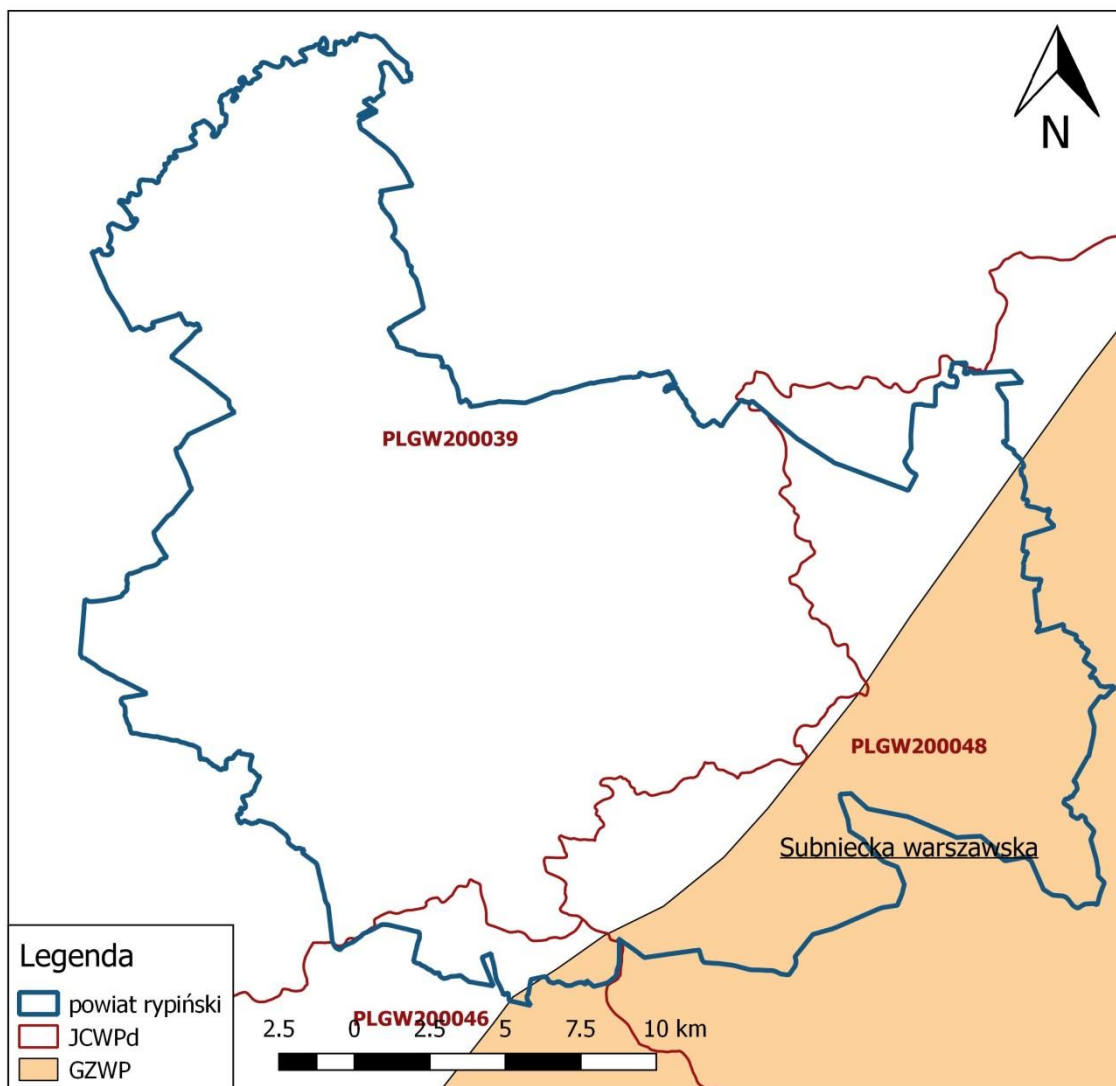 N
PLGW200039
PLGW200048
Subniecka warszawska
Legenda
powiat rypiński
JCWPd
GZWP
PLGW200046
2.5 0 2.5 5 7.5 10 km